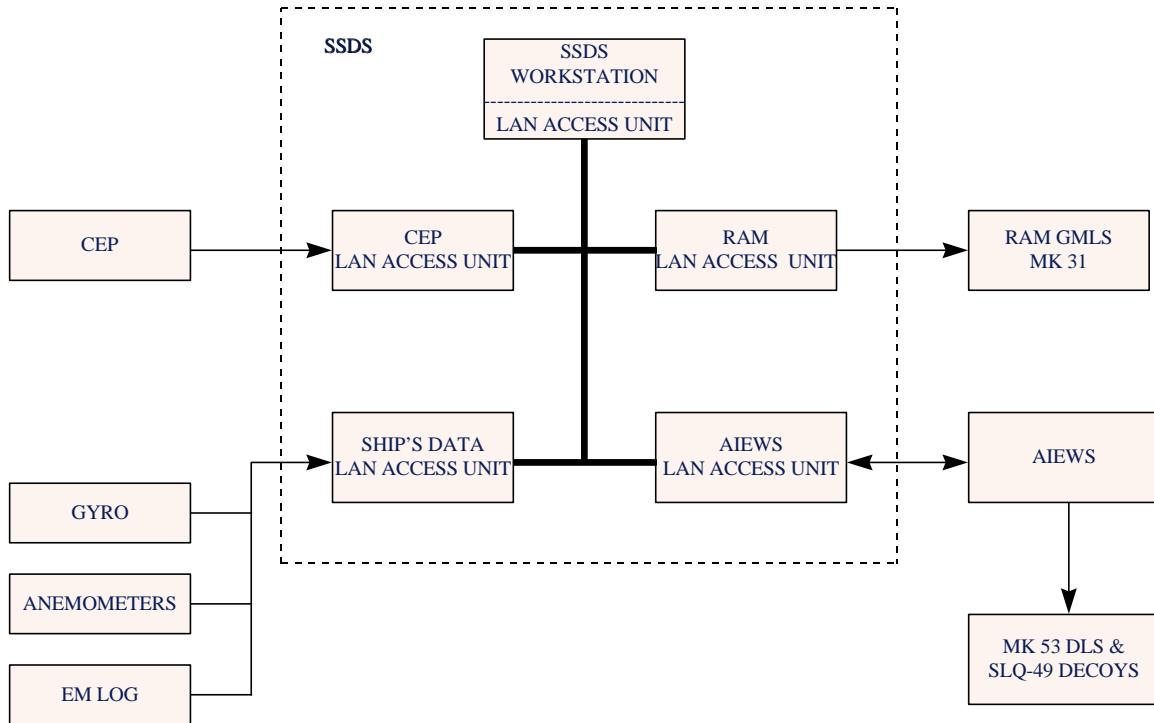 SSDS
SSDS
WORKSTATION
LAN ACCESS UNIT
CEP
CEP
LAN ACCESS UNIT
RAM
LAN ACCESS UNIT
RAM GMLS
MK 31
SHIP'S DATA
LAN ACCESS UNIT
AIEWS
LAN ACCESS UNIT
AIEWS
GYRO
ANEMOMETERS
EM LOG
MK 53 DLS &
SLQ-49 DECOYS